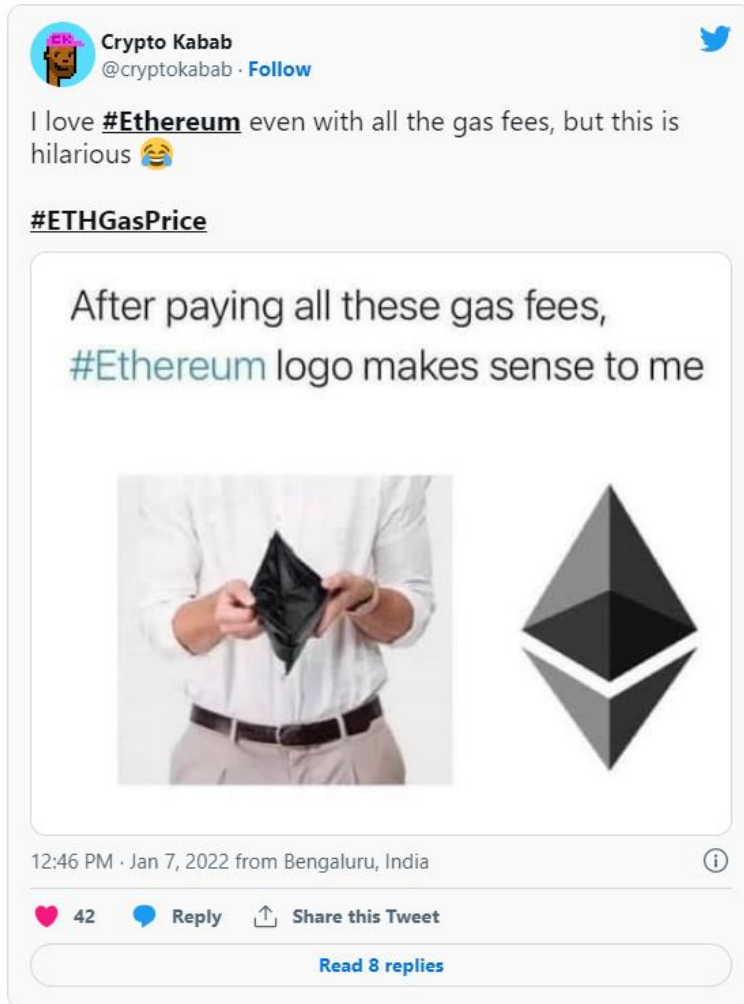 CK
Crypto Kabab
@cryptokabab · Follow
I love #Ethereum even with all the gas fees, but this is
hilarious 😂
#ETHGasPrice
After paying all these gas fees,
#Ethereum logo makes sense to me
12:46 PM · Jan 7, 2022 from Bengaluru, India
42 Reply Share this Tweet
Read 8 replies